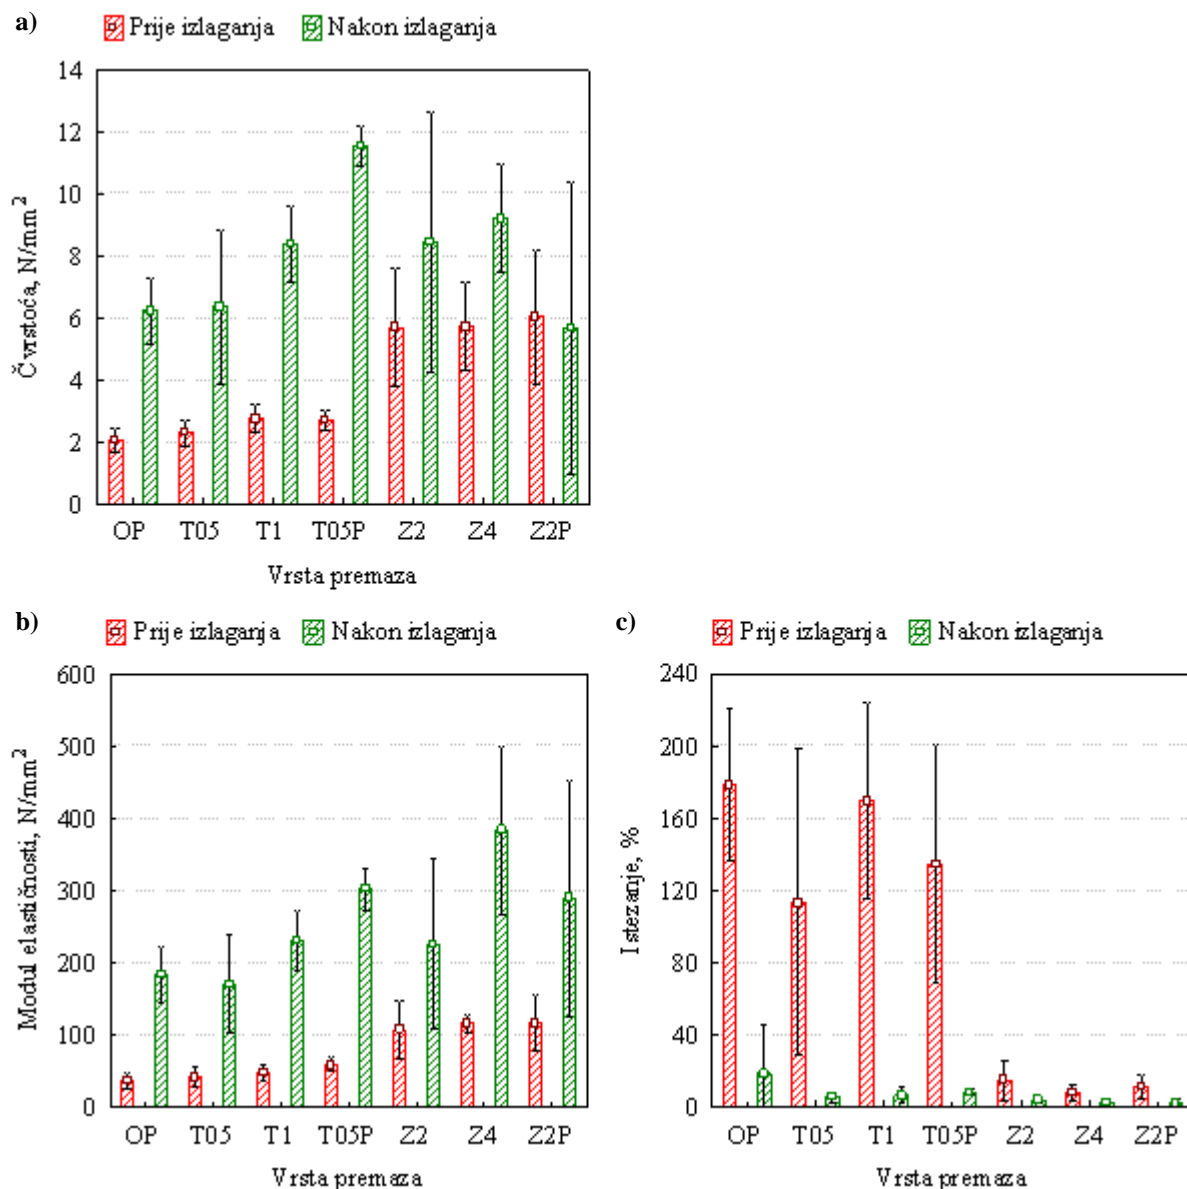 a)
Prije izlaganja Nakon izlaganja
Čvrstoća, N/mm²
14
12
10
8
6
4
2
0
OP T05 T1 T05P Z2 Z4 Z2P
Vrsta premaza
b)
Prije izlaganja Nakon izlaganja
Modul elastičnosti, N/mm²
600
500
400
300
200
100
0
OP T05 T1 T05P Z2 Z4 Z2P
Vrsta premaza
c)
Prije izlaganja Nakon izlaganja
Istezanje, %
240
200
160
120
80
40
0
OP T05 T1 T05P Z2 Z4 Z2P
Vrsta premaza